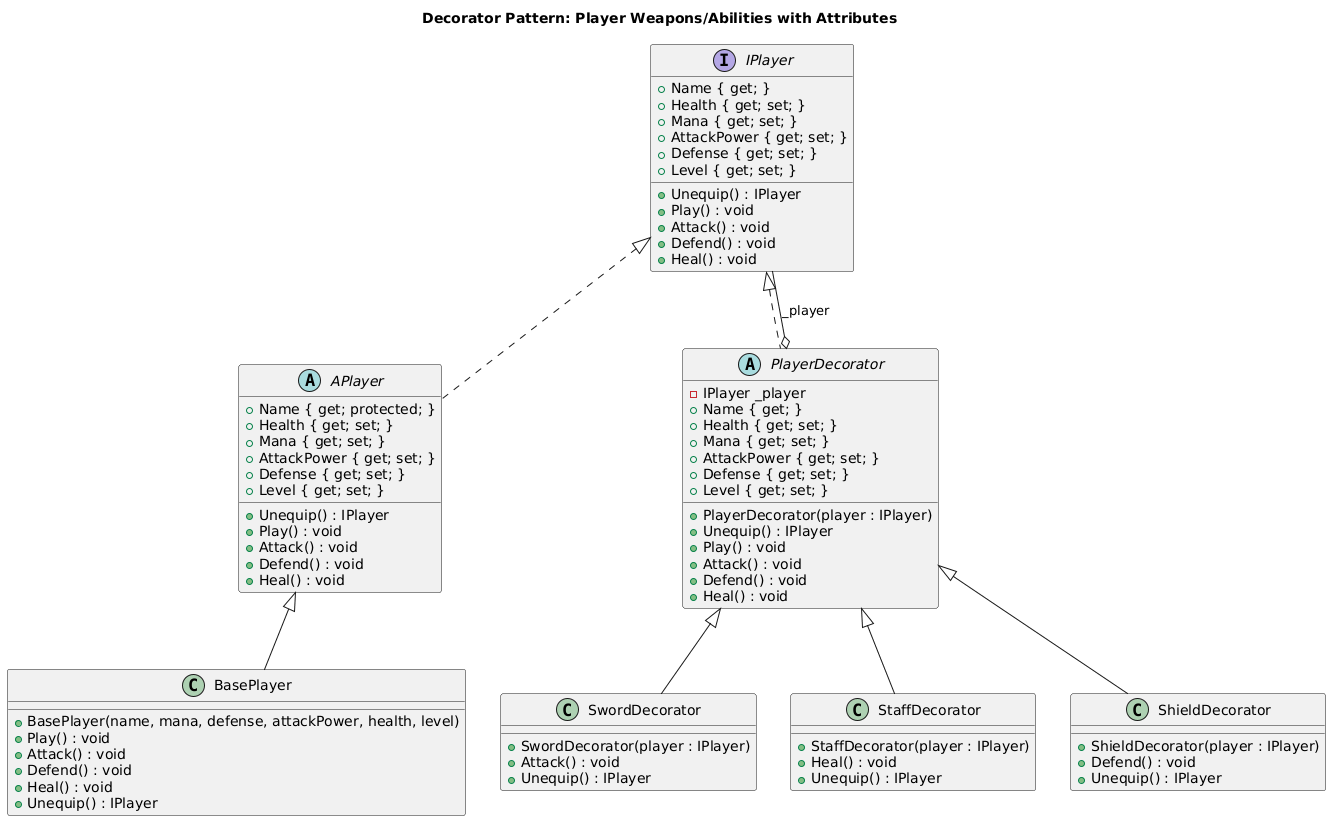 Decorator Pattern: Player Weapons/Abilities with Attributes
I IPlayer
Name { get; }
Health { get; set; }
Mana { get; set; }
AttackPower { get; set; }
Defense { get; set; }
Level { get; set; }
Unequip() : IPlayer
Play() : void
Attack() : void
Defend() : void
Heal() : void
_player
A APlayer
Name { get; protected; }
Health { get; set; }
Mana { get; set; }
AttackPower { get; set; }
Defense { get; set; }
Level { get; set; }
Unequip() : IPlayer
Play() : void
Attack() : void
Defend() : void
Heal() : void
A PlayerDecorator
IPlayer _player
Name { get; }
Health { get; set; }
Mana { get; set; }
AttackPower { get; set; }
Defense { get; set; }
Level { get; set; }
PlayerDecorator(player : IPlayer)
Unequip() : IPlayer
Play() : void
Attack() : void
Defend() : void
Heal() : void
C BasePlayer
BasePlayer(name, mana, defense, attackPower, health, level)
Play() : void
Attack() : void
Defend() : void
Heal() : void
Unequip() : IPlayer
C SwordDecorator
SwordDecorator(player : IPlayer)
Attack() : void
Unequip() : IPlayer
C StaffDecorator
StaffDecorator(player : IPlayer)
Heal() : void
Unequip() : IPlayer
C ShieldDecorator
ShieldDecorator(player : IPlayer)
Defend() : void
Unequip() : IPlayer